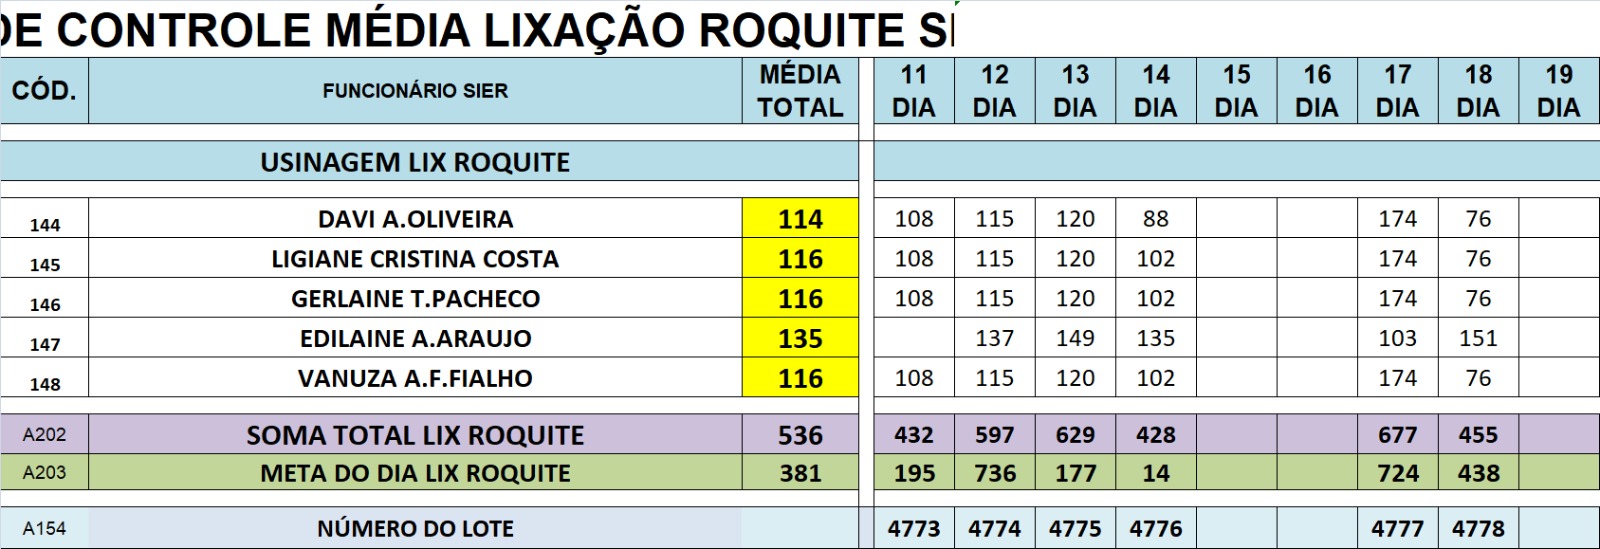 DE CONTROLE MÉDIA LIXAÇÃO ROQUITE SI
CÓD. FUNCIONÁRIO SIER MÉDIA TOTAL 11 DIA 12 DIA 13 DIA 14 DIA 15 DIA 16 DIA 17 DIA 18 DIA 19 DIA
USINAGEM LIX ROQUITE
144 DAVI A.OLIVEIRA 114 108 115 120 88 174 76
145 LIGIANE CRISTINA COSTA 116 108 115 120 102 174 76
146 GERLAINE T.PACHECO 116 108 115 120 102 174 76
147 EDILAINE A.ARAUJO 135 137 149 135 103 151
148 VANUZA A.F.FIALHO 116 108 115 120 102 174 76
A202 SOMA TOTAL LIX ROQUITE 536 432 597 629 428 677 455
A203 META DO DIA LIX ROQUITE 381 195 736 177 14 724 438
A154 NÚMERO DO LOTE 4773 4774 4775 4776 4777 4778